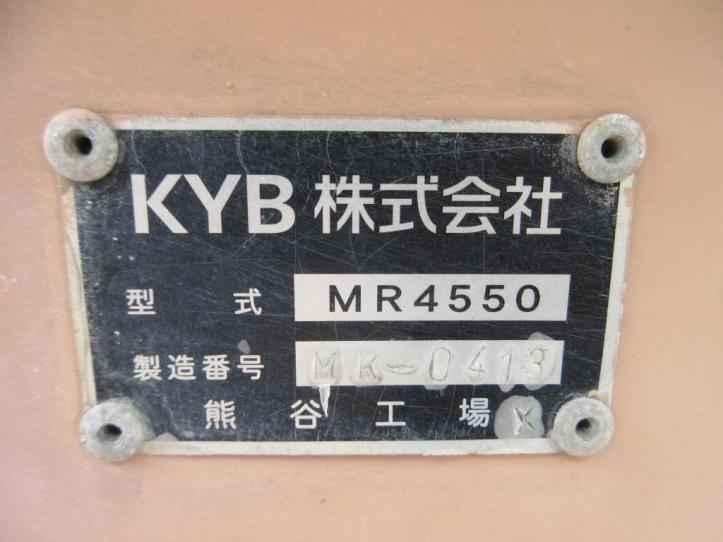 KYB 株式会社
型式 MR4550
製造番号 MK-0413
熊谷工場 K